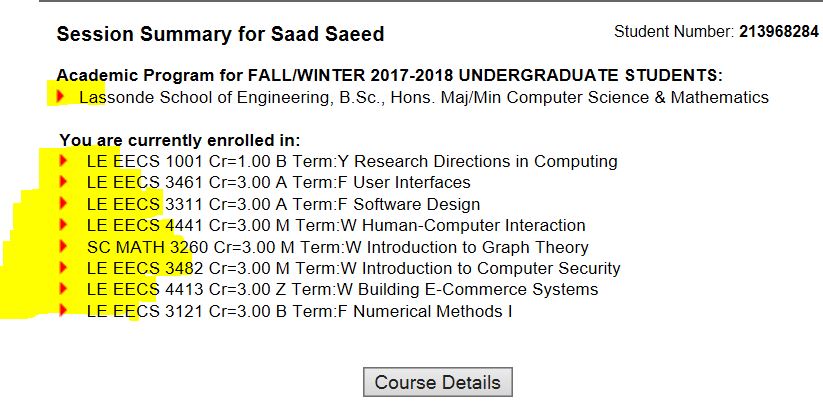 Session Summary for Saad Saeed
Student Number: 213968284
Academic Program for FALL/WINTER 2017-2018 UNDERGRADUATE STUDENTS:
Lassonde School of Engineering, B.Sc., Hons. Maj/Min Computer Science & Mathematics
You are currently enrolled in:
LE EECS 1001 Cr=1.00 B Term:Y Research Directions in Computing
LE EECS 3461 Cr=3.00 A Term:F User Interfaces
LE EECS 3311 Cr=3.00 A Term:F Software Design
LE EECS 4441 Cr=3.00 M Term:W Human-Computer Interaction
SC MATH 3260 Cr=3.00 M Term:W Introduction to Graph Theory
LE EECS 3482 Cr=3.00 M Term:W Introduction to Computer Security
LE EECS 4413 Cr=3.00 Z Term:W Building E-Commerce Systems
LE EECS 3121 Cr=3.00 B Term:F Numerical Methods I
Course Details